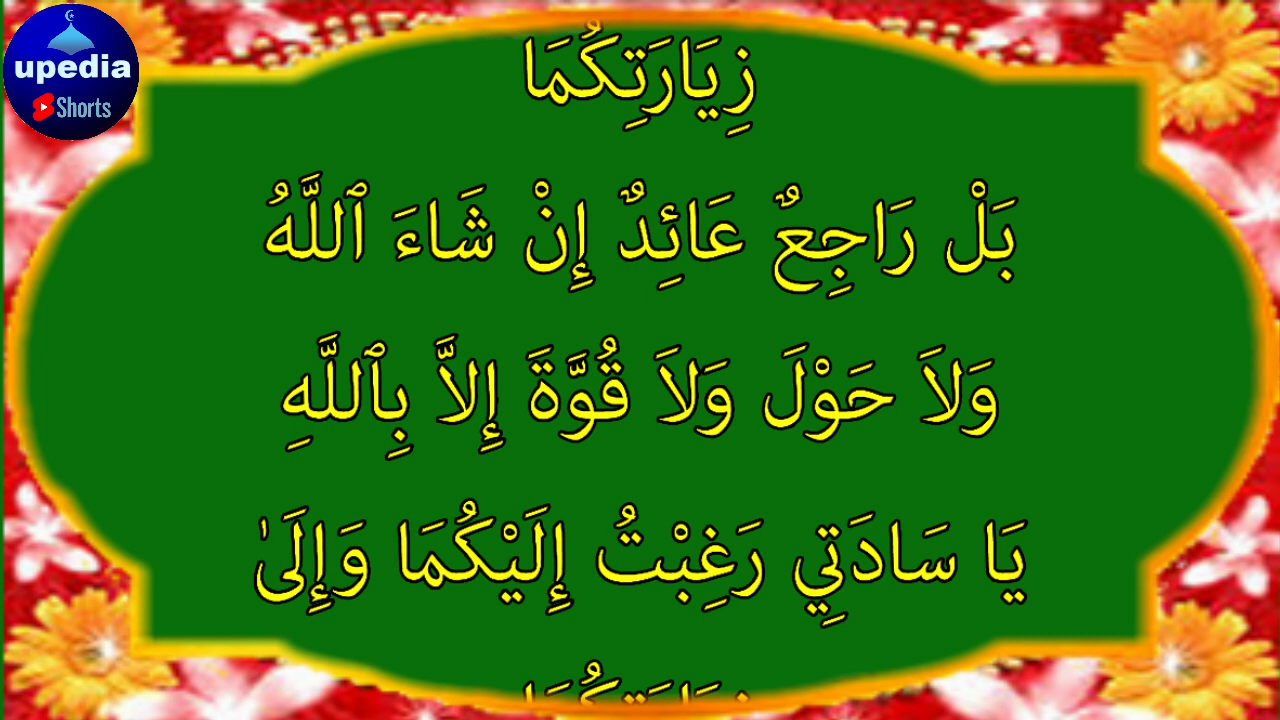 upedia
Shorts
زِيَارَتِكُمَا
بَلْ رَاجِعٌ عَائِدٌ إِنْ شَاءَ ٱللَّهُ
وَلاَ حَوْلَ وَلاَ قُوَّةَ إِلاَّ بِٱللَّهِ
يَا سَادَتِي رَغِبْتُ إِلَيْكُمَا وَإِلَىٰ